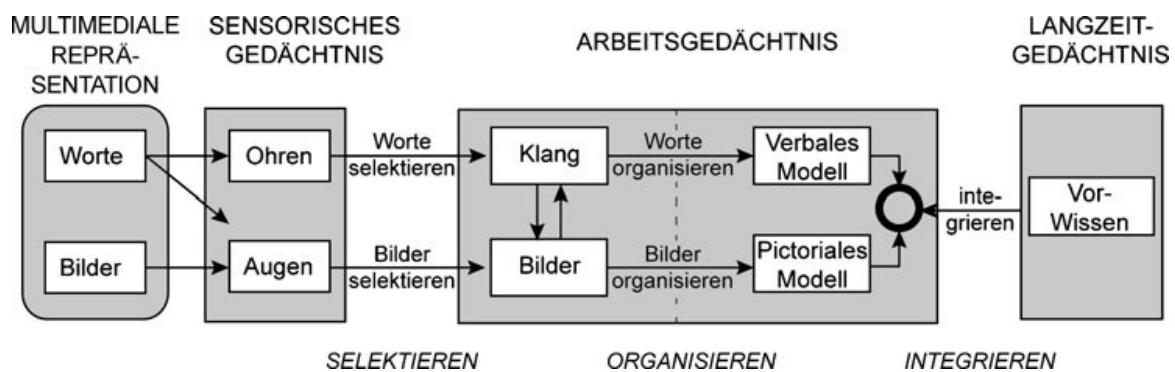 MULTIMEDIALE
REPRÄ-
SENTATION
SENSORISCHES
GEDÄCHTNIS
ARBEITSGEDÄCHTNIS
LANGZEIT-
GEDÄCHTNIS
Worte
Ohren
Worte
selektieren
Klang
Worte
organisieren
Verbales
Modell
inte-
grieren
Vor-
Wissen
Bilder
Augen
Bilder
selektieren
Bilder
Bilder
organisieren
Pictoriales
Modell
SELEKTIEREN
ORGANISIEREN
INTEGRIEREN